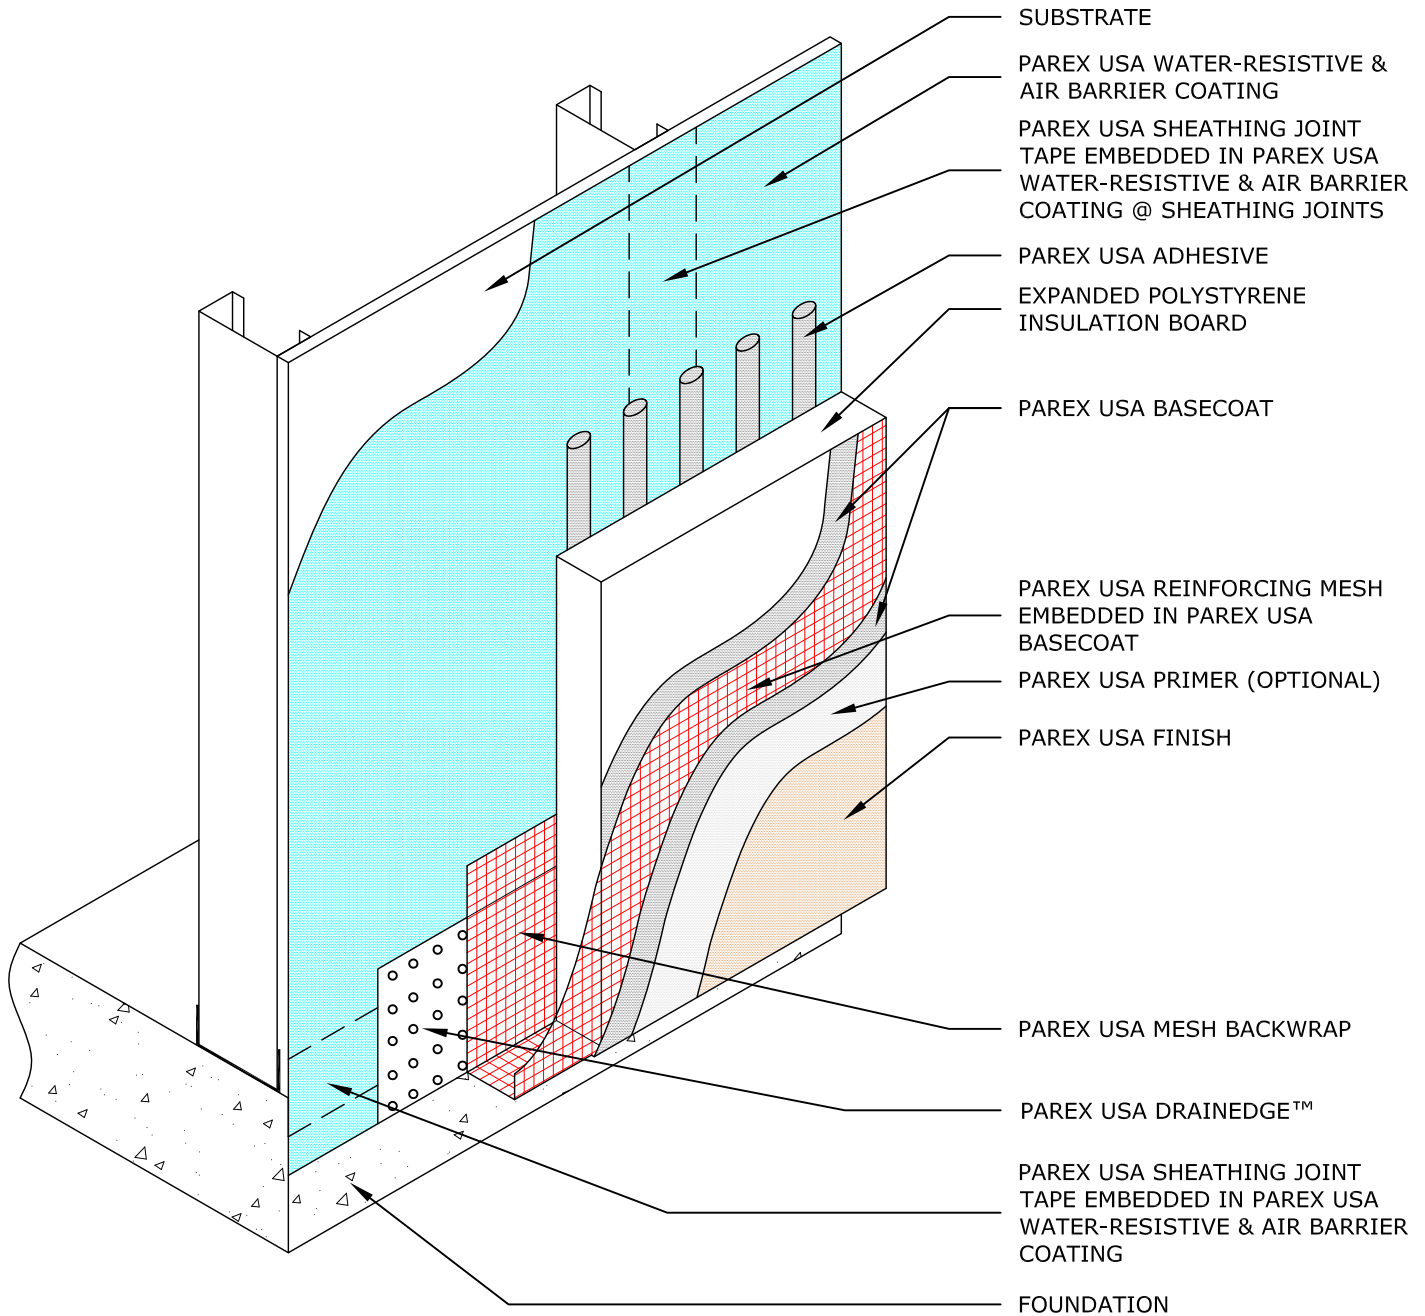 SUBSTRATE
PAREX USA WATER-RESISTIVE &
AIR BARRIER COATING
PAREX USA SHEATHING JOINT
TAPE EMBEDDED IN PAREX USA
WATER-RESISTIVE & AIR BARRIER
COATING @ SHEATHING JOINTS
PAREX USA ADHESIVE
EXPANDED POLYSTYRENE
INSULATION BOARD
PAREX USA BASECOAT
PAREX USA REINFORCING MESH
EMBEDDED IN PAREX USA
BASECOAT
PAREX USA PRIMER (OPTIONAL)
PAREX USA FINISH
PAREX USA MESH BACKWRAP
PAREX USA DRAINEDGE™
PAREX USA SHEATHING JOINT
TAPE EMBEDDED IN PAREX USA
WATER-RESISTIVE & AIR BARRIER
COATING
FOUNDATION